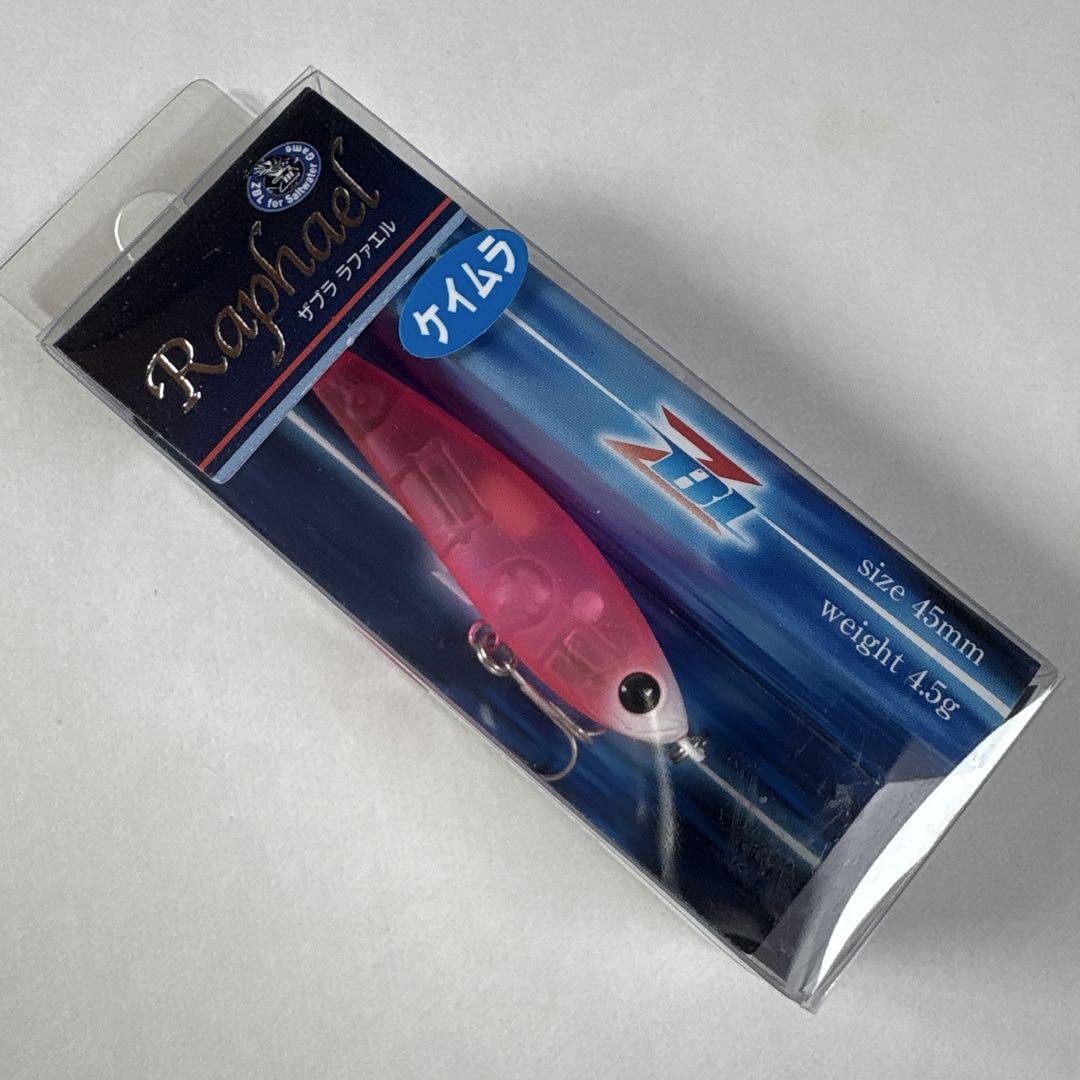 ZBL for Saltwater Game
Raphael
ザブラ ラファエル
ケイムラ
ZBL
size 45mm
weight 4.5g